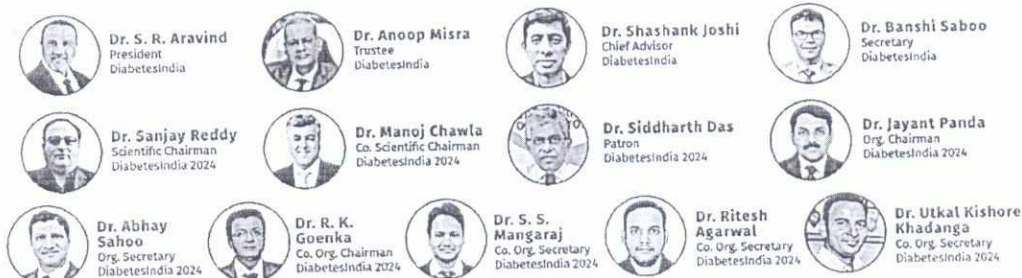 Dr. S. R. Aravind
President
DiabetesIndia
Dr. Anoop Misra
Trustee
DiabetesIndia
Dr. Shashank Joshi
Chief Advisor
DiabetesIndia
Dr. Banshi Saboo
Secretary
DiabetesIndia
Dr. Sanjay Reddy
Scientific Chairman
DiabetesIndia 2024
Dr. Manoj Chawla
Co. Scientific Chairman
DiabetesIndia 2024
Dr. Siddharth Das
Patron
DiabetesIndia 2024
Dr. Jayant Panda
Org. Chairman
DiabetesIndia 2024
Dr. Abhay
Sahoo
Org. Secretary
DiabetesIndia 2024
Dr. R. K.
Goenka
Co. Org. Chairman
DiabetesIndia 2024
Dr. S. S.
Mangaraj
Co. Org. Secretary
DiabetesIndia 2024
Dr. Ritesh
Agarwal
Co. Org. Secretary
DiabetesIndia 2024
Dr. Utkal Kishore
Khadanga
Co. Org. Secretary
DiabetesIndia 2024